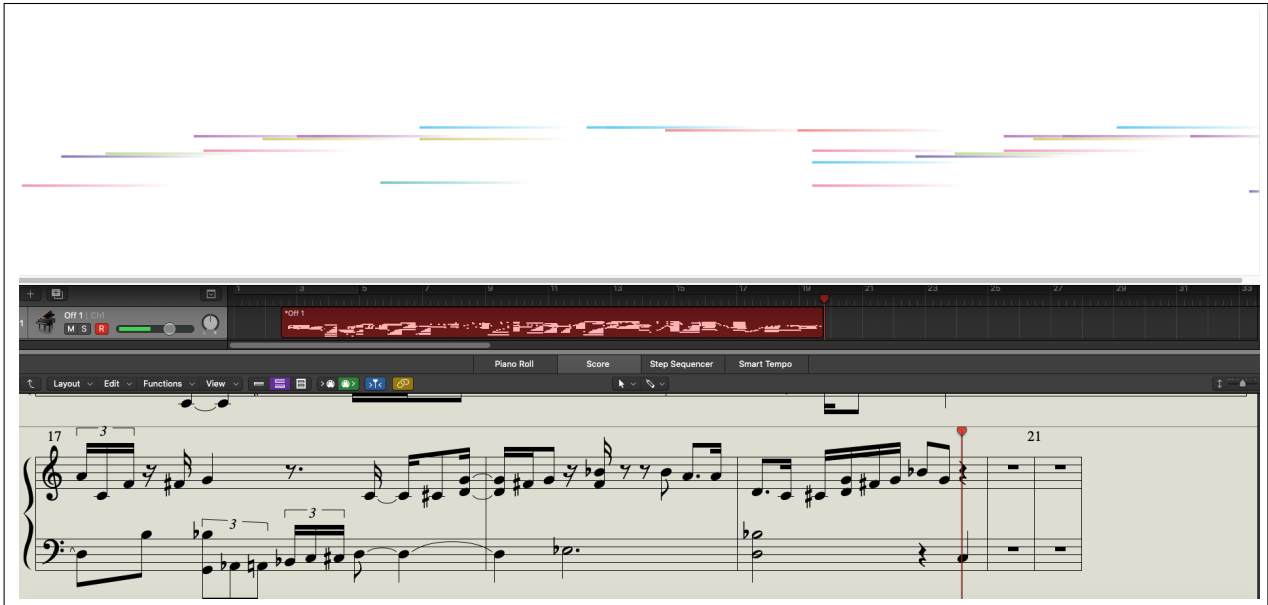 1 3 5 7 9 11 13 15 17 19 21 23 25 27 29 31 33
1 Off 1 | Ch1
M S R
L R
*Off 1
Piano Roll Score Step Sequencer Smart Tempo
Layout Edit Functions View
17 3 21
3 3